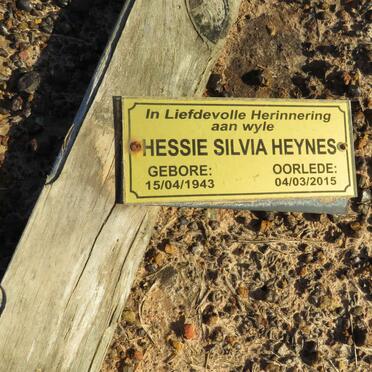 In Liefdevolle Herinnering
aan wyle
HESSIE SILVIA HEYNES
GEBORE: OORLEDE:
15/04/1943 04/03/2015